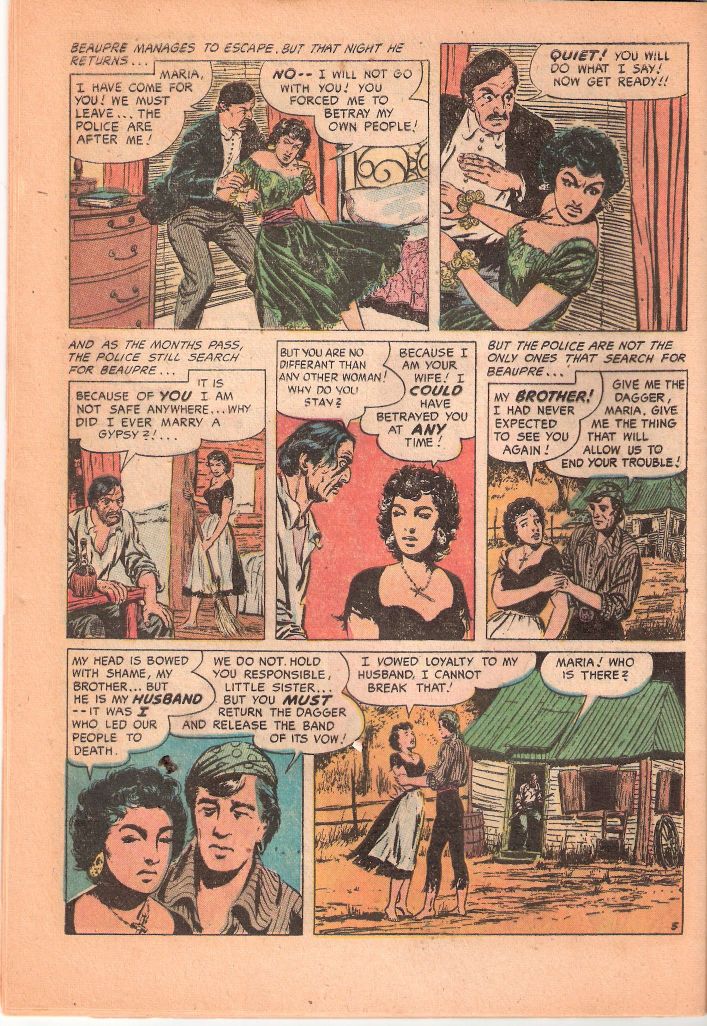 BEAUPRE MANAGES TO ESCAPE, BUT THAT NIGHT HE
RETURNS...
MARIA,
I HAVE COME FOR
YOU! WE MUST
LEAVE... THE
POLICE ARE
AFTER ME!
NO-- I WILL NOT GO
WITH YOU! YOU
FORCED ME TO
BETRAY MY
OWN PEOPLE!
QUIET! YOU WILL
DO WHAT I SAY!
NOW GET READY!!
AND AS THE MONTHS PASS,
THE POLICE STILL SEARCH
FOR BEAUPRE...
IT IS
BECAUSE OF YOU I AM
NOT SAFE ANYWHERE...WHY
DID I EVER MARRY A
GYPSY?!...
BUT YOU ARE NO
DIFFERANT THAN
ANY OTHER WOMAN!
WHY DO YOU
STAY?
BECAUSE I
AM YOUR
WIFE! I
COULD
HAVE
BETRAYED YOU
AT ANY
TIME!
BUT THE POLICE ARE NOT THE
ONLY ONES THAT SEARCH FOR
BEAUPRE...
MY BROTHER!
I HAD NEVER
EXPECTED
TO SEE YOU
AGAIN!
GIVE ME THE
DAGGER,
MARIA, GIVE
ME THE THING
THAT WILL
ALLOW US TO
END YOUR TROUBLE!
MY HEAD IS BOWED
WITH SHAME, MY
BROTHER... BUT
HE IS MY HUSBAND
--IT WAS I
WHO LED OUR
PEOPLE TO
DEATH.
WE DO NOT HOLD
YOU RESPONSIBLE,
LITTLE SISTER...
BUT YOU MUST
RETURN THE DAGGER
AND RELEASE THE BAND
OF ITS VOW!
I VOWED LOYALTY TO MY
HUSBAND, I CANNOT
BREAK THAT!
MARIA! WHO
IS THERE?
5